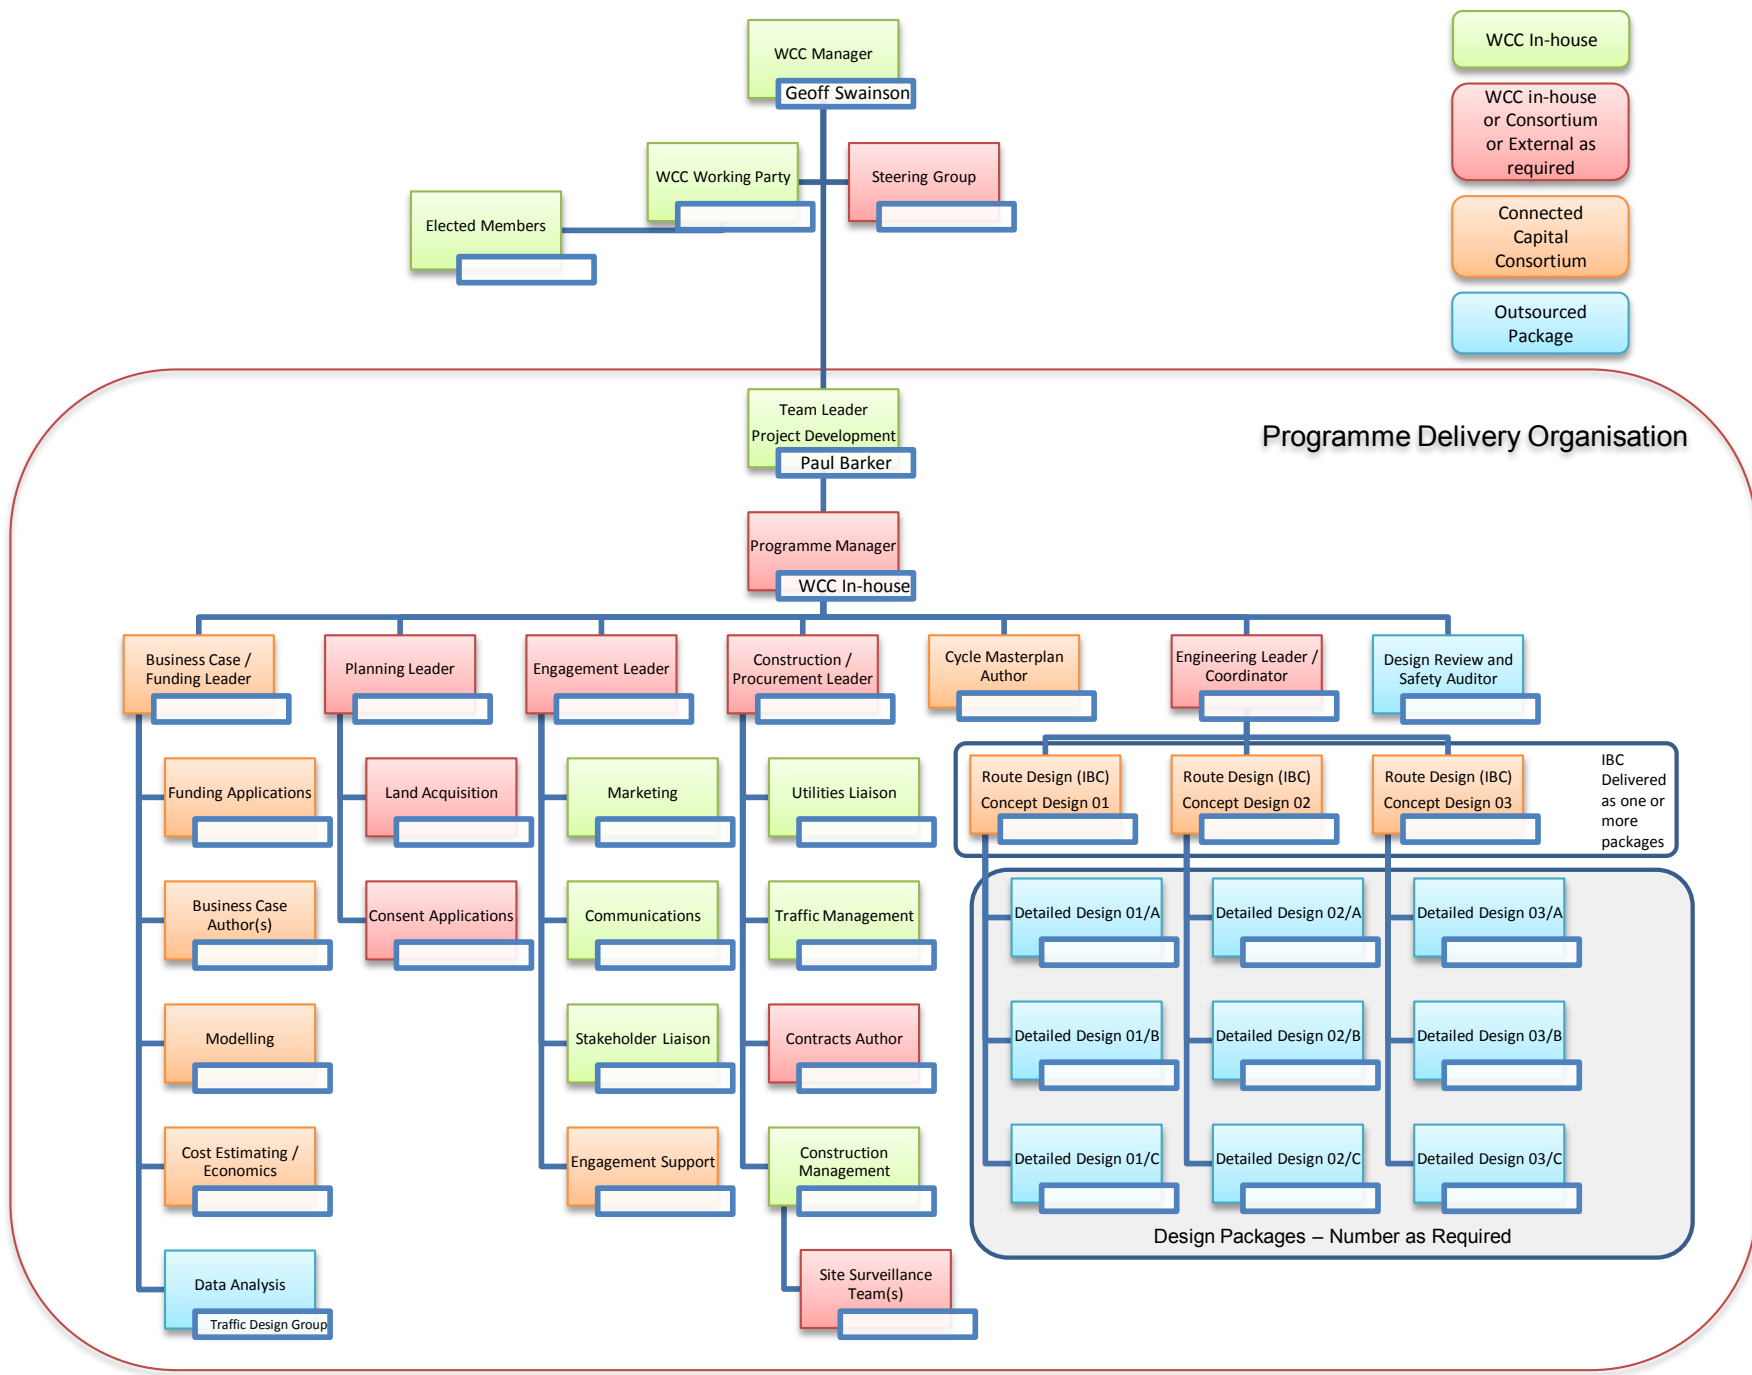 WCC Manager
Geoff Swainson
WCC In-house
WCC in-house
or Consortium
or External as
required
Connected
Capital
Consortium
Outsourced
Package
WCC Working Party
Steering Group
Elected Members
Programme Delivery Organisation
Team Leader
Project Development
Paul Barker
Programme Manager
WCC In-house
Business Case /
Funding Leader
Planning Leader
Engagement Leader
Construction /
Procurement Leader
Cycle Masterplan
Author
Engineering Leader /
Coordinator
Design Review and
Safety Auditor
Funding Applications
Land Acquisition
Marketing
Utilities Liaison
Route Design (IBC)
Concept Design 01
Route Design (IBC)
Concept Design 02
Route Design (IBC)
Concept Design 03
IBC
Delivered
as one or
more
packages
Business Case
Author(s)
Consent Applications
Communications
Traffic Management
Detailed Design 01/A
Detailed Design 02/A
Detailed Design 03/A
Modelling
Stakeholder Liaison
Contracts Author
Detailed Design 01/B
Detailed Design 02/B
Detailed Design 03/B
Cost Estimating /
Economics
Engagement Support
Construction
Management
Detailed Design 01/C
Detailed Design 02/C
Detailed Design 03/C
Design Packages – Number as Required
Data Analysis
Traffic Design Group
Site Surveillance
Team(s)